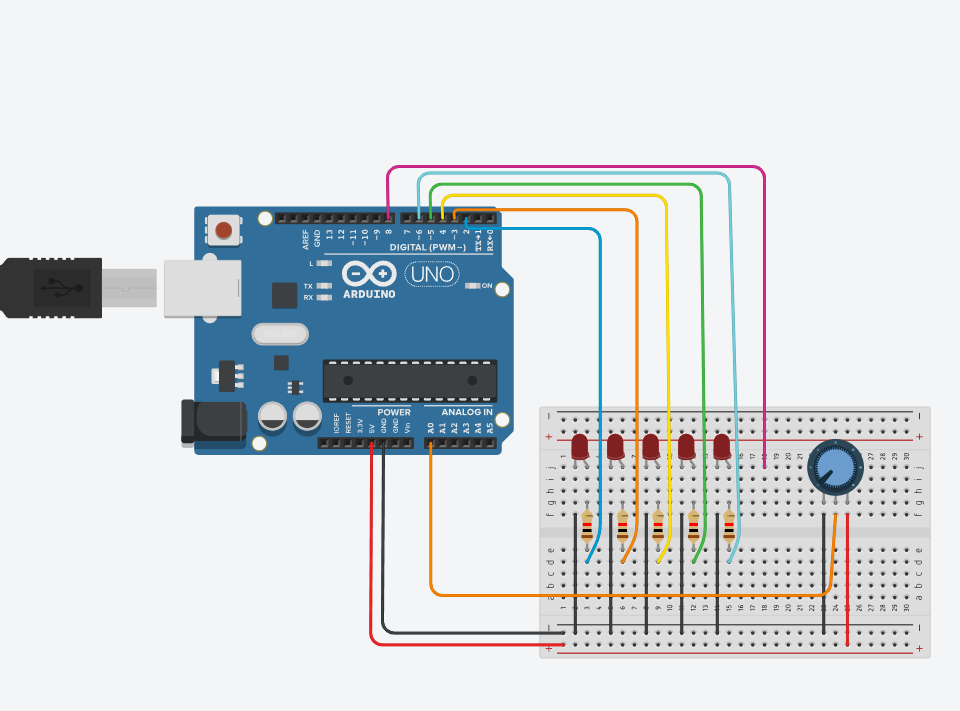 AREF
GND
13
12
~11
~10
~9
8
7
~6
~5
4
~3
2
TX→1
RX←0
DIGITAL (PWM~)
L
TX
RX
ARDUINO
UNO
ON
POWER
ANALOG IN
IOREF
RESET
3.3V
5V
GND
GND
Vin
A0
A1
A2
A3
A4
A5
j
i
h
g
f
e
d
c
b
a